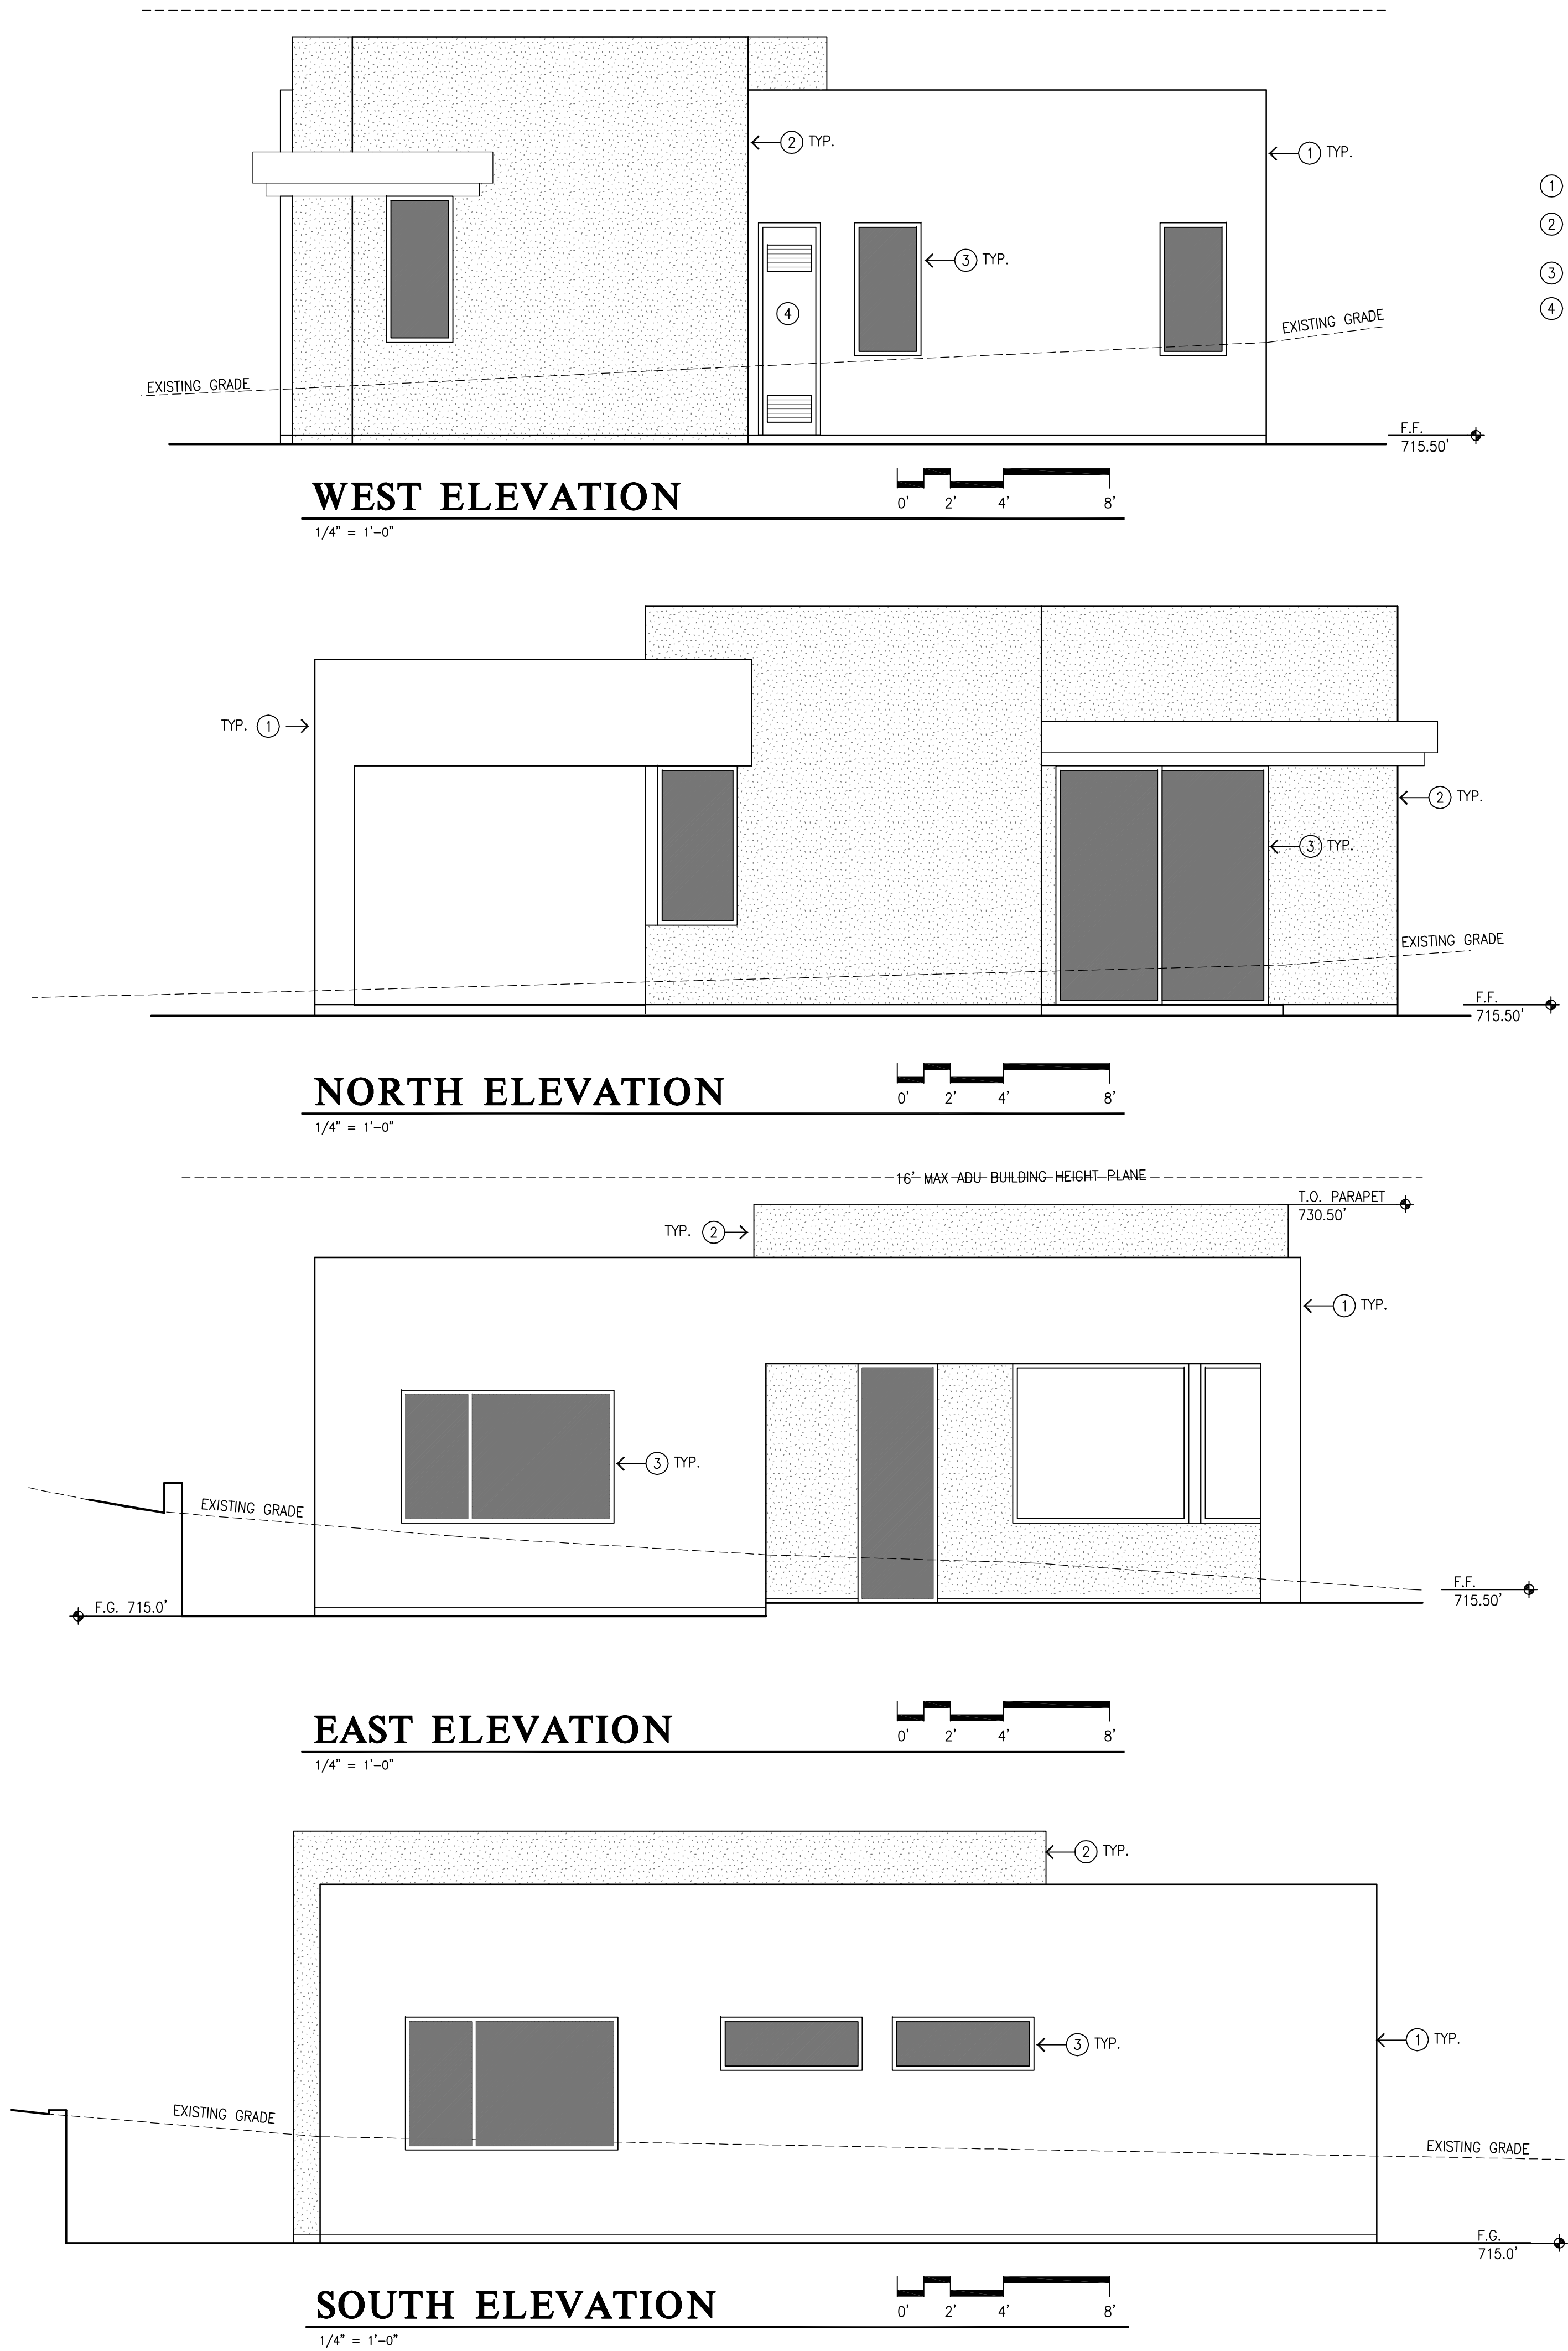 2 TYP.
1 TYP.
1
2
3 TYP.
3
4
4
EXISTING GRADE
EXISTING GRADE
F.F.
715.50'
WEST ELEVATION
0' 2' 4' 8'
1/4" = 1'-0"
TYP. 1
2 TYP.
3 TYP.
EXISTING GRADE
F.F.
715.50'
NORTH ELEVATION
0' 2' 4' 8'
1/4" = 1'-0"
16' MAX ADU BUILDING HEIGHT PLANE
T.O. PARAPET
730.50'
TYP. 2
1 TYP.
3 TYP.
EXISTING GRADE
F.F.
715.50'
F.G. 715.0'
EAST ELEVATION
0' 2' 4' 8'
1/4" = 1'-0"
2 TYP.
1 TYP.
3 TYP.
EXISTING GRADE
EXISTING GRADE
F.G.
715.0'
SOUTH ELEVATION
0' 2' 4' 8'
1/4" = 1'-0"